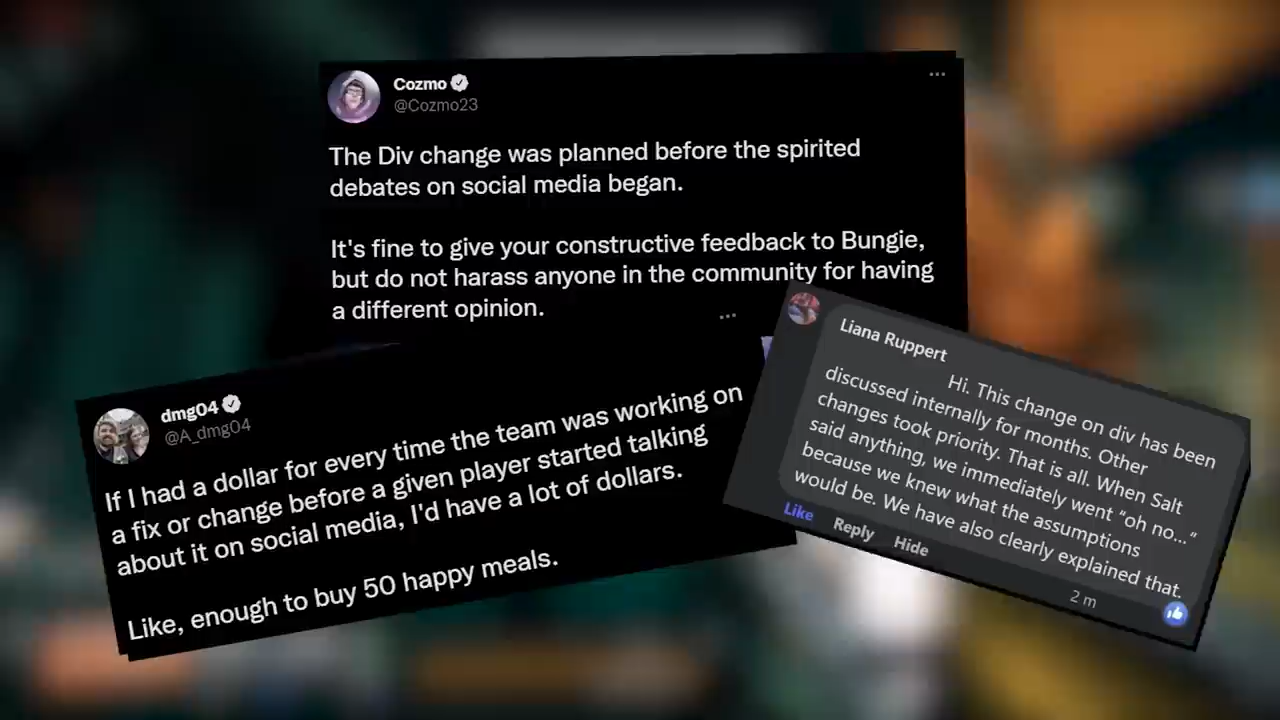 Cozmo
@Cozmo23
The Div change was planned before the spirited
debates on social media began.
It's fine to give your constructive feedback to Bungie,
but do not harass anyone in the community for having
a different opinion.
dmg04
@A_dmg04
If I had a dollar for every time the team was working on
a fix or change before a given player started talking
about it on social media, I'd have a lot of dollars.
Like, enough to buy 50 happy meals.
Liana Ruppert
Hi. This change on div has been
discussed internally for months. Other
changes took priority. That is all. When Salt
said anything, we immediately went “oh no...”
because we knew what the assumptions
would be. We have also clearly explained that.
Like Reply Hide
2 m